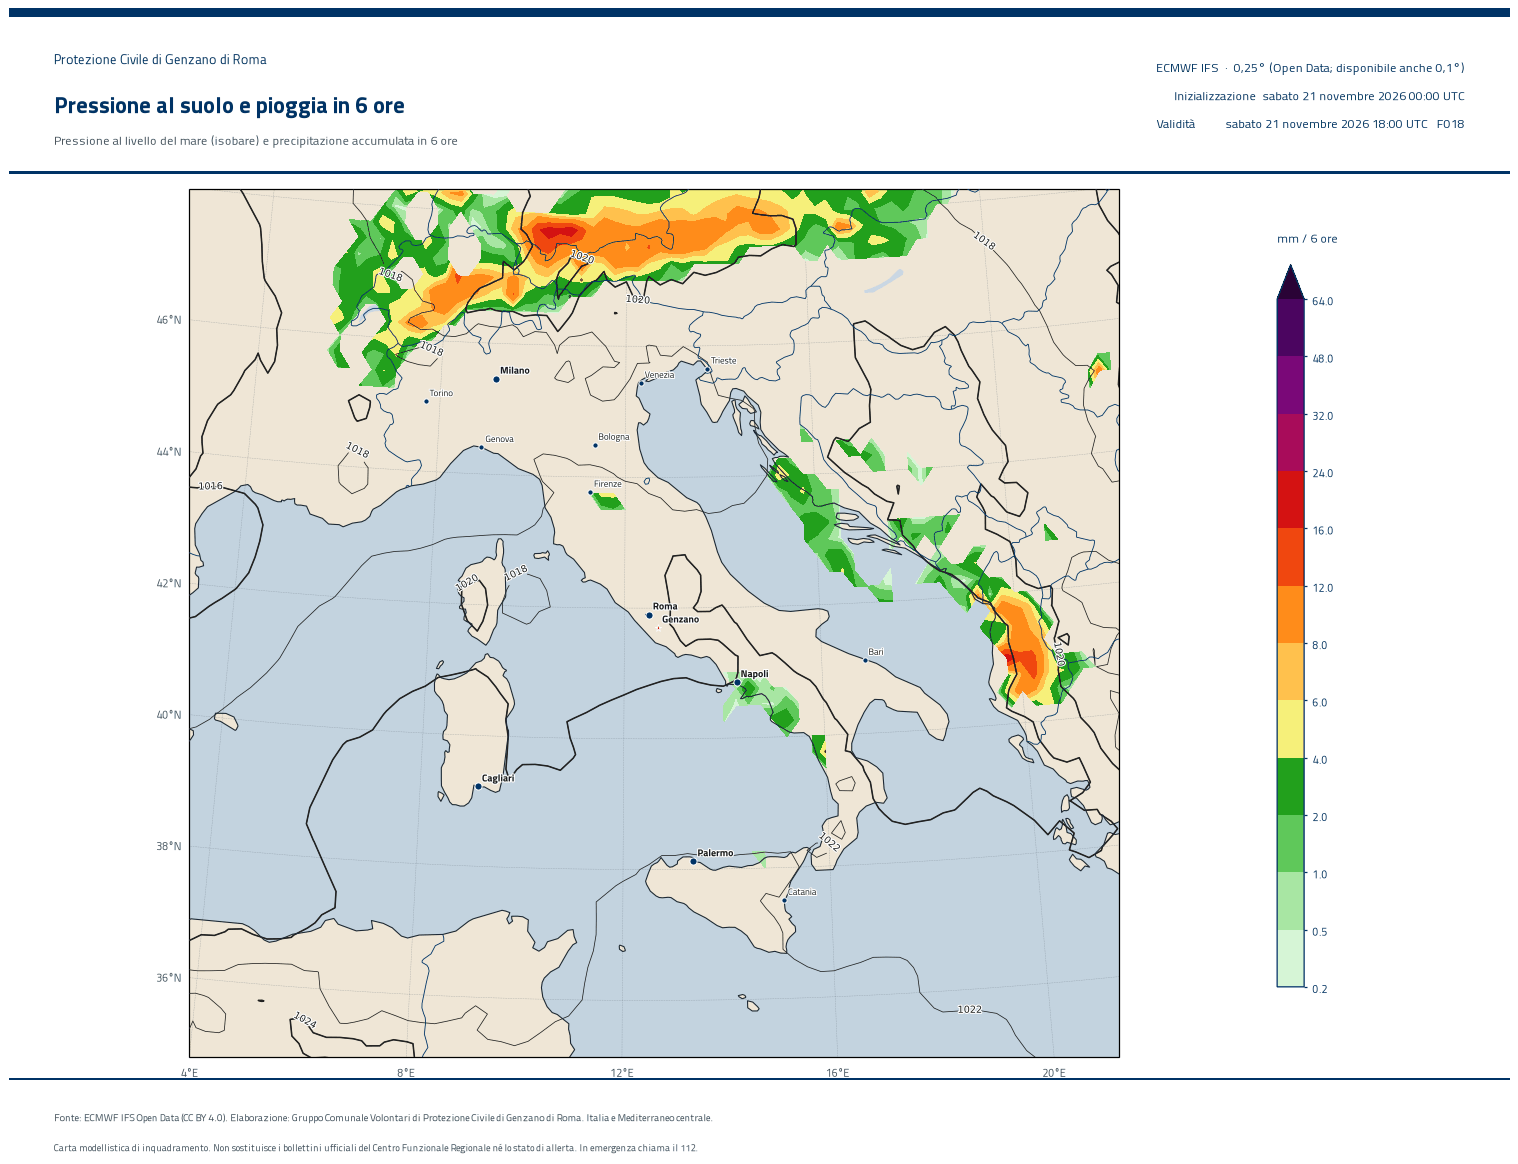 Protezione Civile di Genzano di Roma
Pressione al suolo e pioggia in 6 ore
Pressione al livello del mare (isobare) e precipitazione accumulata in 6 ore
ECMWF IFS · 0,25° (Open Data; disponibile anche 0,1°)
Inizializzazione sabato 21 novembre 2026 00:00 UTC
Validità sabato 21 novembre 2026 18:00 UTC F018
mm / 6 ore
64.0
48.0
32.0
24.0
16.0
12.0
8.0
6.0
4.0
2.0
1.0
0.5
0.2
46°N
44°N
42°N
40°N
38°N
36°N
4°E
8°E
12°E
16°E
20°E
1018
1020
1018
1020
1018
1018
1016
1020
1018
1020
1022
1022
1024
Milano
Torino
Trieste
Venezia
Genova
Bologna
Firenze
Roma
Genzano
Bari
Napoli
Cagliari
Palermo
Catania
Fonte: ECMWF IFS Open Data (CC BY 4.0). Elaborazione: Gruppo Comunale Volontari di Protezione Civile di Genzano di Roma. Italia e Mediterraneo centrale.
Carta modellistica di inquadramento. Non sostituisce i bollettini ufficiali del Centro Funzionale Regionale né lo stato di allerta. In emergenza chiama il 112.